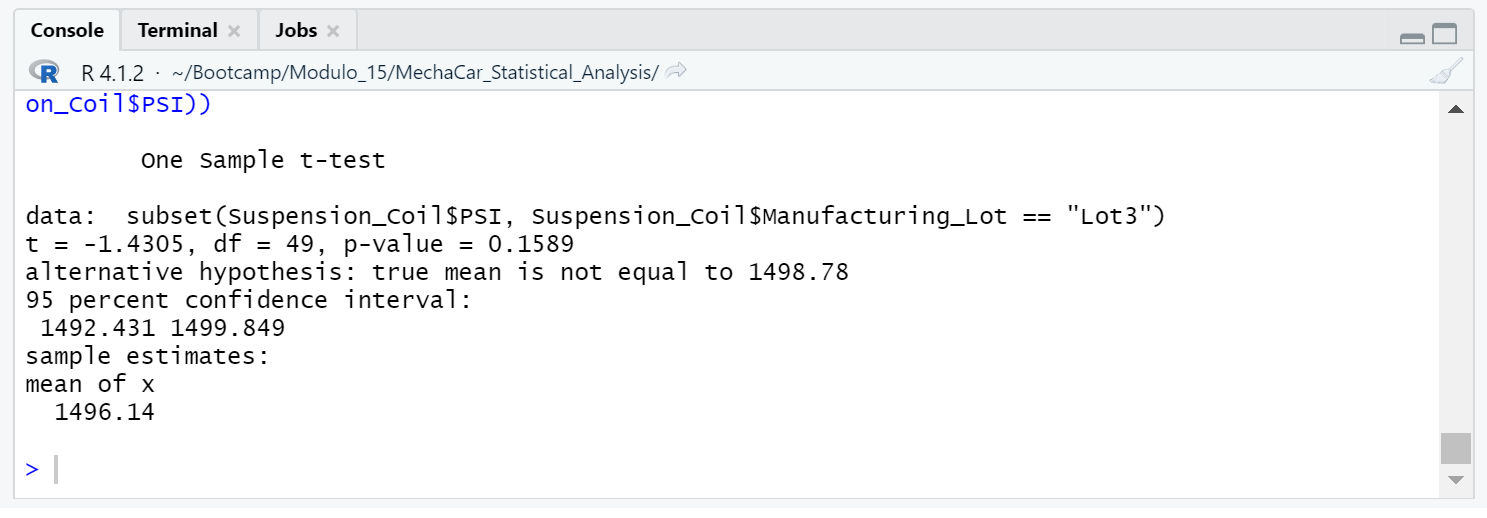 Console Terminal × Jobs ×
R R 4.1.2 · ~/Bootcamp/Modulo_15/MechaCar_Statistical_Analysis/
on_Coil$PSI))
One Sample t-test
data:  subset(Suspension_Coil$PSI, Suspension_Coil$Manufacturing_Lot == "Lot3")
t = -1.4305, df = 49, p-value = 0.1589
alternative hypothesis: true mean is not equal to 1498.78
95 percent confidence interval:
1492.431 1499.849
sample estimates:
mean of x
1496.14
>